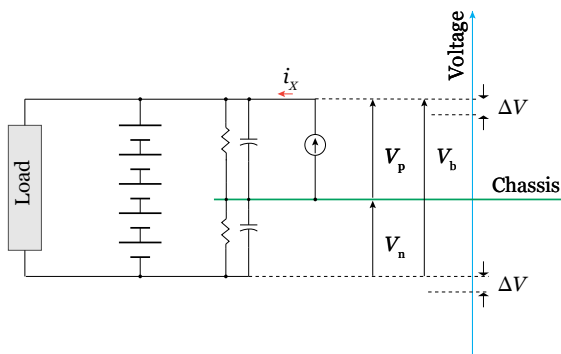 Voltage
i_X
ΔV
Load
V_p
V_b
Chassis
V_n
ΔV